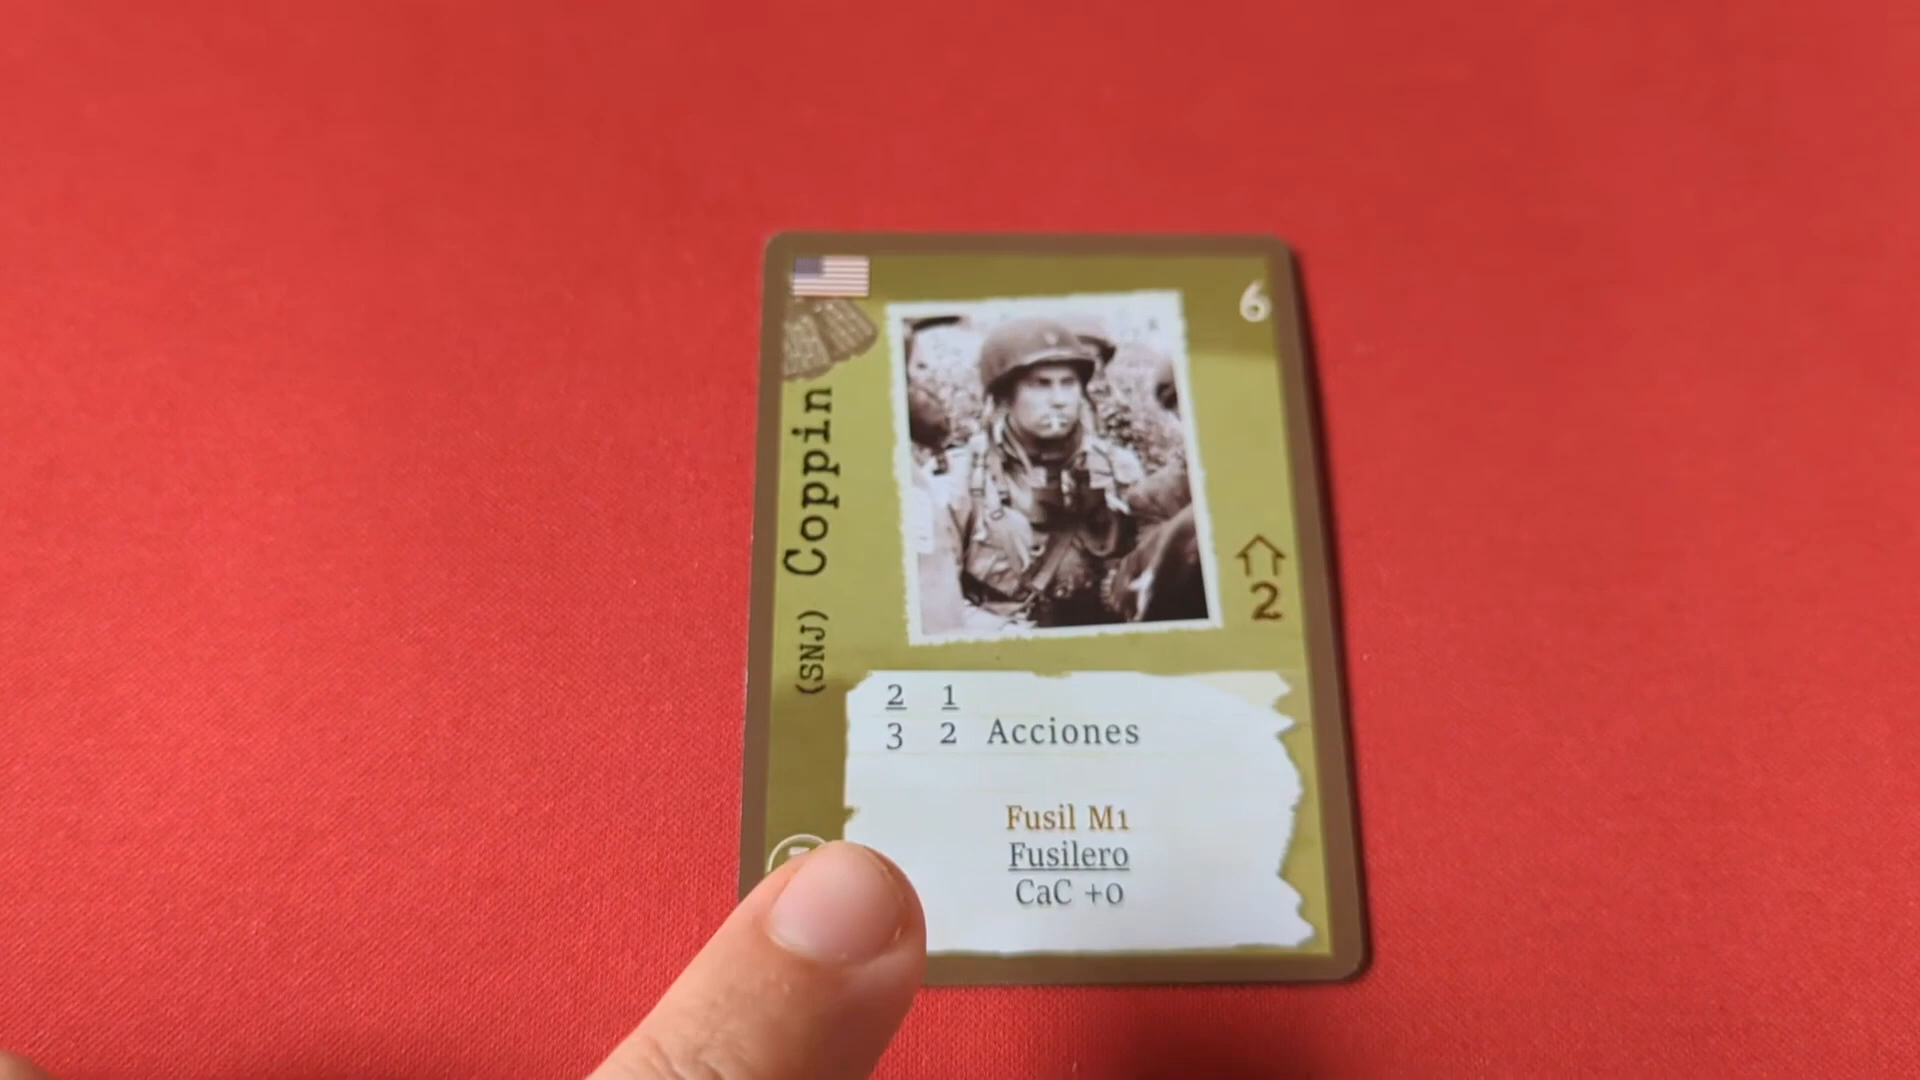 6
(SNJ) Coppin
2
2 1
3 2 Acciones
Fusil M1
Fusilero
CaC +0